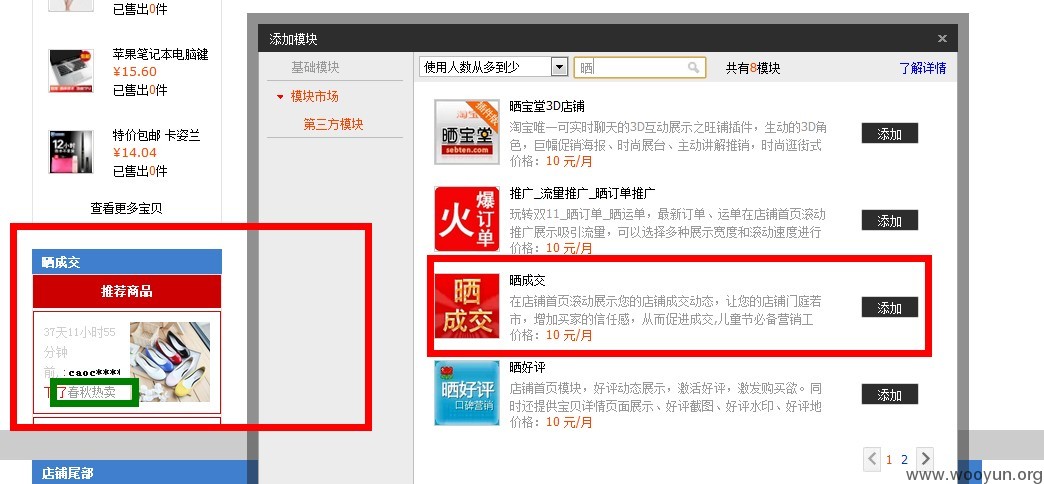 已售出0件
苹果笔记本电脑键
¥15.60
已售出0件
特价包邮 卡姿兰
12小时
¥14.04
已售出0件
查看更多宝贝
晒成交
推荐商品
37天11小时55
分钟
前,: caoc****
下了春秋热卖
店铺尾部
添加模块
×
基础模块
模块市场
第三方模块
使用人数从多到少
晒
共有8模块
了解详情
插件版
晒宝堂
sebten.com
晒宝堂3D店铺
淘宝唯一可实时聊天的3D互动展示之旺铺插件，生动的3D角
色，巨幅促销海报、时尚展台、主动讲解推销，时尚逛街式
价格：10 元/月
添加
火
爆订单
推广_流量推广_晒订单推广
玩转双11_晒订单_晒运单，最新订单、运单在店铺首页滚动
推广展示吸引流量，可以选择多种展示宽度和滚动速度进行
价格：10 元/月
添加
晒
成交
晒成交
在店铺首页滚动展示您的店铺成交动态，让您的店铺门庭若
市，增加买家的信任感，从而促进成交,儿童节必备营销工
价格：10 元/月
添加
晒好评
口碑营销
晒好评
店铺首页模块，好评动态展示，激活好评，激发购买欲。同
时还提供宝贝详情页面展示、好评截图、好评水印、好评地
价格：10 元/月
添加
1 2
www.wooyun.org